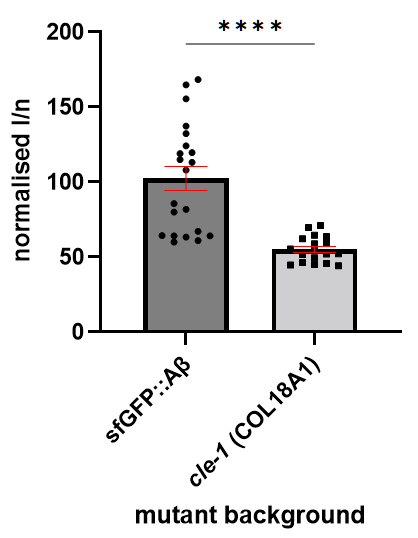 ****
200
150
100
50
0
normalised I/n
sfGFP::Aβ
cle-1 (COL18A1)
mutant background